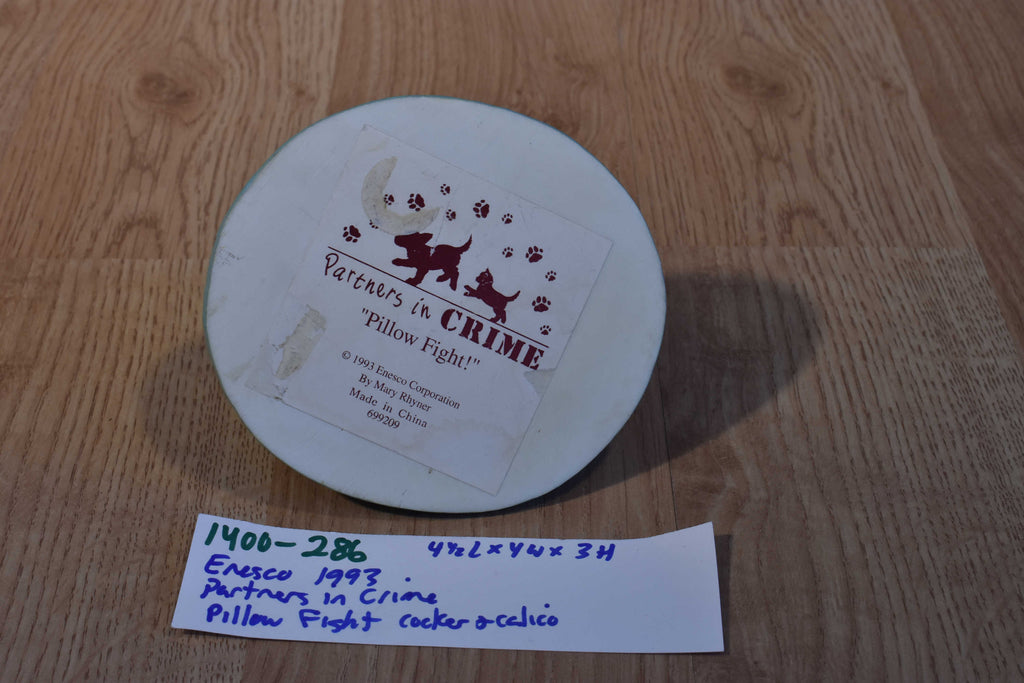 Partners in CRIME
"Pillow Fight!"
© 1993 Enesco Corporation
By Mary Rhyner
Made in China
699209
1400-286 4½L x 4W x 3H
Enesco 1993.
Partners in Crime
Pillow Fight cocker & calico